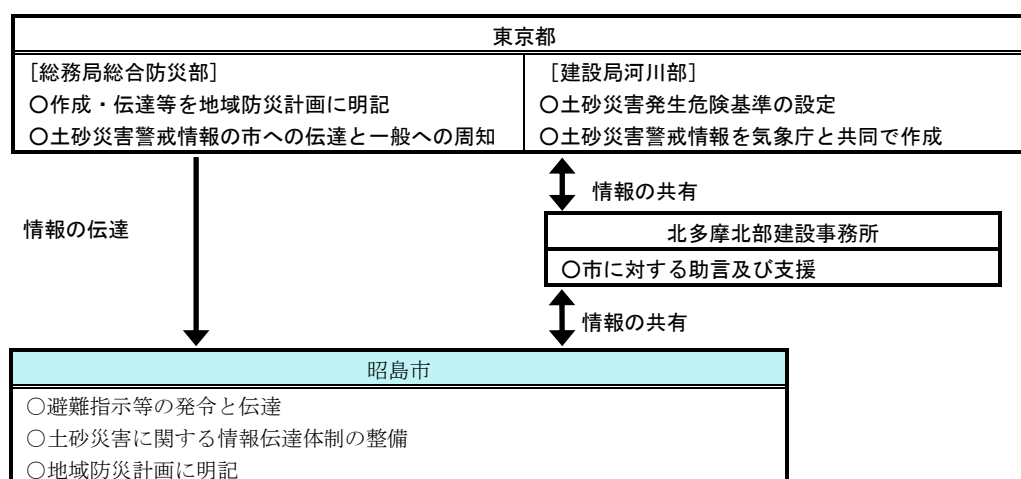 東京都
[総務局総合防災部]
○作成・伝達等を地域防災計画に明記
○土砂災害警戒情報の市への伝達と一般への周知
[建設局河川部]
○土砂災害発生危険基準の設定
○土砂災害警戒情報を気象庁と共同で作成
情報の伝達
情報の共有
北多摩北部建設事務所
○市に対する助言及び支援
情報の共有
昭島市
○避難指示等の発令と伝達
○土砂災害に関する情報伝達体制の整備
○地域防災計画に明記